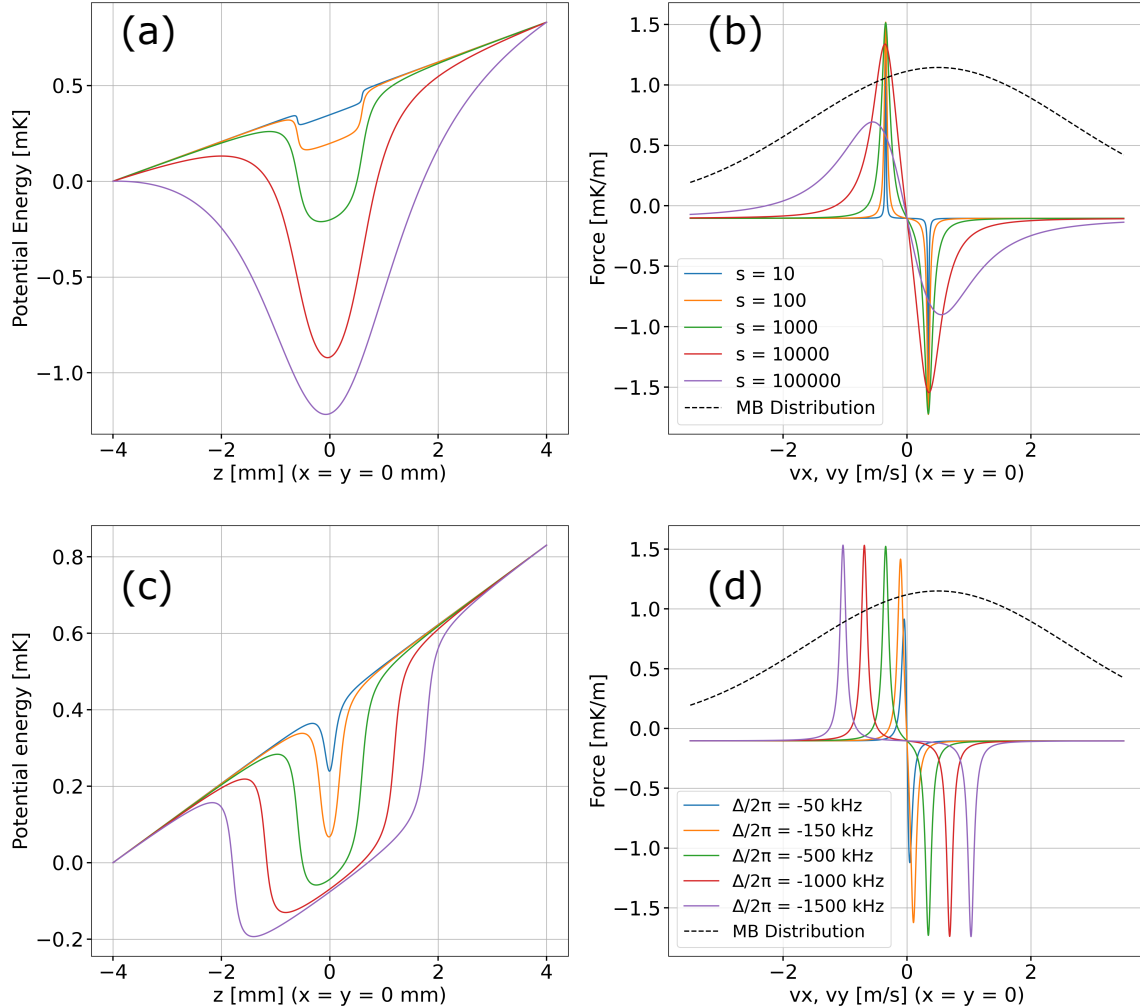 (a)
Potential Energy [mK]
0.5
0.0
−0.5
−1.0
−4 −2 0 2 4
z [mm] (x = y = 0 mm)
(b)
Force [mK/m]
1.5
1.0
0.5
0.0
−0.5
−1.0
−1.5
s = 10
s = 100
s = 1000
s = 10000
s = 100000
MB Distribution
−2 0 2
vx, vy [m/s] (x = y = 0)
(c)
Potential energy [mK]
0.8
0.6
0.4
0.2
0.0
−0.2
−4 −2 0 2 4
z [mm] (x = y = 0 mm)
(d)
Force [mK/m]
1.5
1.0
0.5
0.0
−0.5
−1.0
−1.5
Δ/2π = -50 kHz
Δ/2π = -150 kHz
Δ/2π = -500 kHz
Δ/2π = -1000 kHz
Δ/2π = -1500 kHz
MB Distribution
−2 0 2
vx, vy [m/s] (x = y = 0)